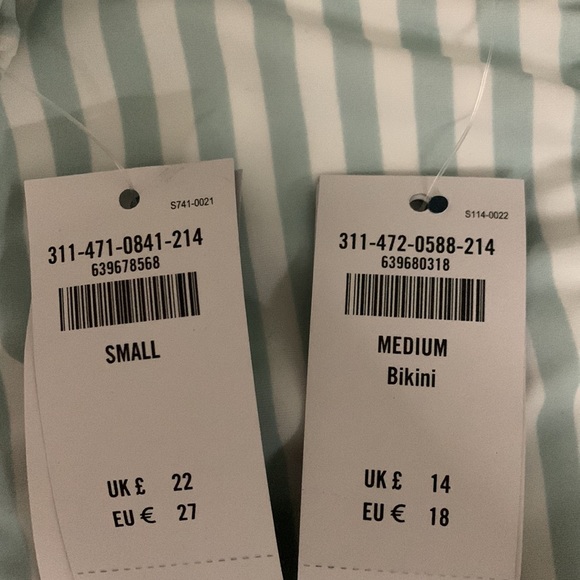 S741-0021
311-471-0841-214
639678568
SMALL
UK £ 22
EU € 27
S114-0022
311-472-0588-214
639680318
MEDIUM
Bikini
UK £ 14
EU € 18